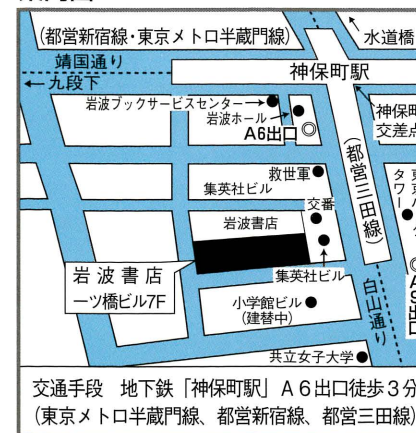 (都営新宿線・東京メトロ半蔵門線)
水道橋
靖国通り
←九段下
神保町駅
岩波ブックサービスセンター
岩波ホール
A6出口
神保町
交差点
救世軍
集英社ビル
交番
(都営三田線)
タワー
岩波書店
岩波書店
一ツ橋ビル7F
集英社ビル
小学館ビル
(建替中)
白山通り
共立女子大学
交通手段 地下鉄「神保町駅」A6出口徒歩3分
(東京メトロ半蔵門線、都営新宿線、都営三田線)